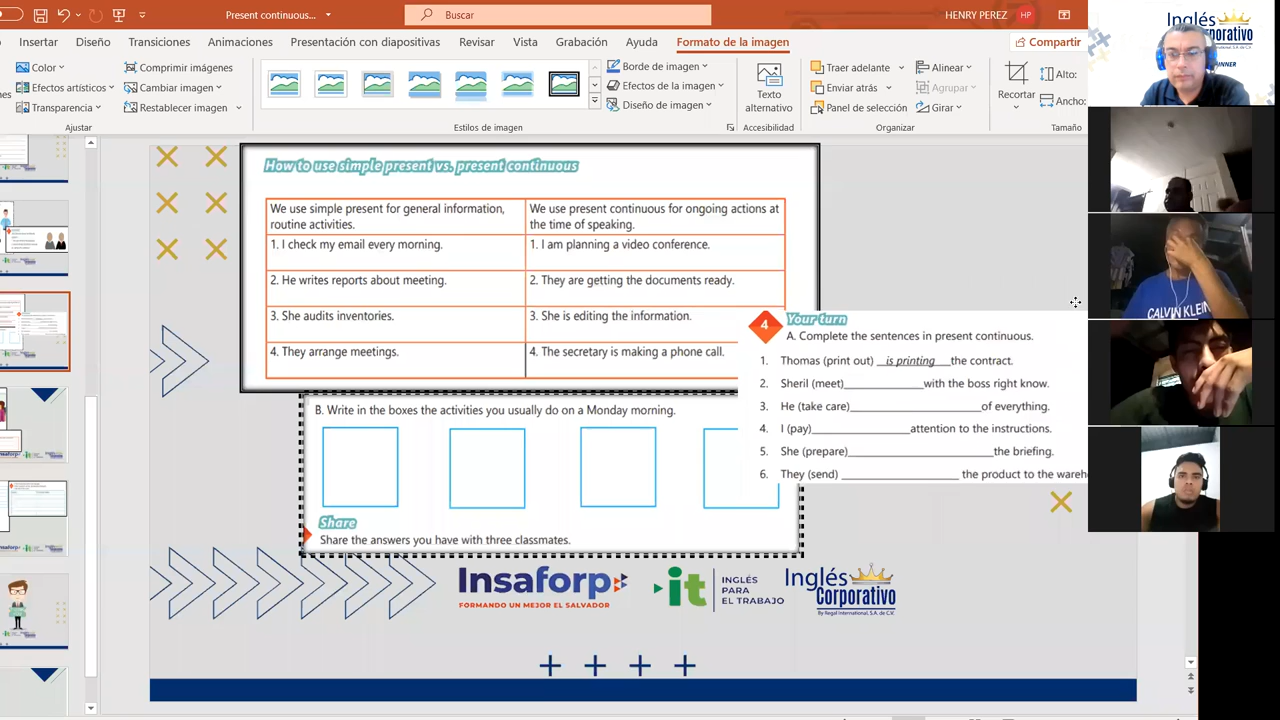 Present continuous...
Buscar
HENRY PEREZ
HP
Insertar
Diseño
Transiciones
Animaciones
Presentación con diapositivas
Revisar
Vista
Grabación
Ayuda
Formato de la imagen
Compartir
Color
Comprimir imágenes
Efectos artísticos
Cambiar imagen
Transparencia
Restablecer imagen
Ajustar
Estilos de imagen
Borde de imagen
Efectos de la imagen
Diseño de imagen
Texto alternativo
Accesibilidad
Traer adelante
Enviar atrás
Panel de selección
Alinear
Agrupar
Girar
Organizar
Recortar
Alto:
Ancho:
Tamaño
Inglés
Corporativo
How to use simple present vs. present continuous
We use simple present for general information,
routine activities.
We use present continuous for ongoing actions at
the time of speaking.
1. I check my email every morning.
1. I am planning a video conference.
2. He writes reports about meeting.
2. They are getting the documents ready.
3. She audits inventories.
3. She is editing the information.
4. They arrange meetings.
4. The secretary is making a phone call.
4
Your turn
A. Complete the sentences in present continuous.
1. Thomas (print out) __is printing___the contract.
2. Sheril (meet)______________with the boss right know.
3. He (take care)_______________________of everything.
4. I (pay)_________________attention to the instructions.
5. She (prepare)_________________________the briefing.
6. They (send) ____________________ the product to the wareh
B. Write in the boxes the activities you usually do on a Monday morning.
Share
Share the answers you have with three classmates.
Insaforp
FORMANDO UN MEJOR EL SALVADOR
it
INGLÉS
PARA
EL TRABAJO
Inglés
Corporativo
By Regal International, S.A. de C.V.
CALVIN KLEIN